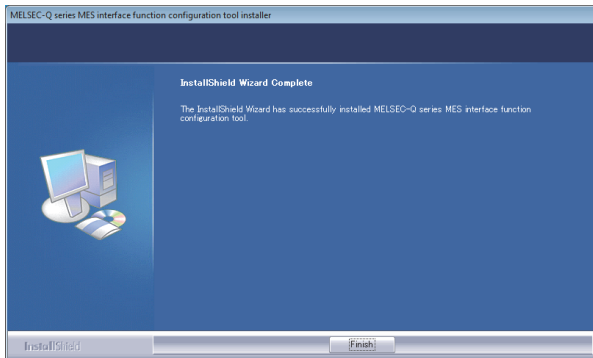 MELSEC-Q series MES interface function configuration tool installer
InstallShield Wizard Complete
The InstallShield Wizard has successfully installed MELSEC-Q series MES interface function
configuration tool.
InstallShield
Finish